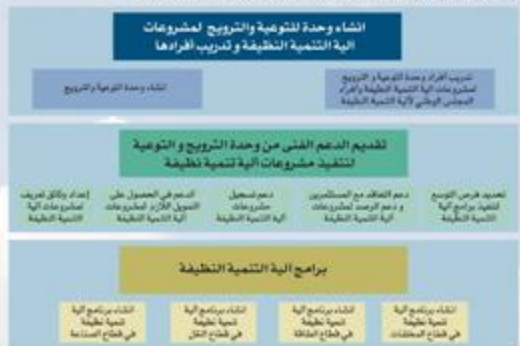 انشاء وحدة للتوعية والترويج لمشروعات
الية التنمية النظيفة و تدريب أفرادها
تدريب أفراد وحدة التوعية و الترويج
لمشروعات آلية التنمية النظيفة وأفراد
المجلس الوطني لآلية التنمية النظيفة
انشاء وحدة التوعية والترويج
تقديم الدعم الفنى من وحدة الترويج و التوعية
لتنفيذ مشروعات آلية تنمية نظيفة
تحديد فرص التوسع
لتنفيذ برامج آلية
التنمية النظيفة
دعم التعاقد مع المستثمرين
و دعم الرصد لمشروعات
آلية التنمية النظيفة
دعم تسجيل
مشروعات
آلية التنمية النظيفة
الدعم في الحصول على
التمويل اللازم لمشروعات
آلية التنمية النظيفة
إعداد وثائق تعريف
لمشروعات آلية
التنمية النظيفة
برامج آلية التنمية النظيفة
انشاء برنامج آلية
تنمية نظيفة
في قطاع المخلفات
انشاء برنامج آلية
تنمية نظيفة
في قطاع الطاقة
انشاء برنامج آلية
تنمية نظيفة
في قطاع النقل
انشاء برنامج آلية
تنمية نظيفة
في قطاع الصناعة